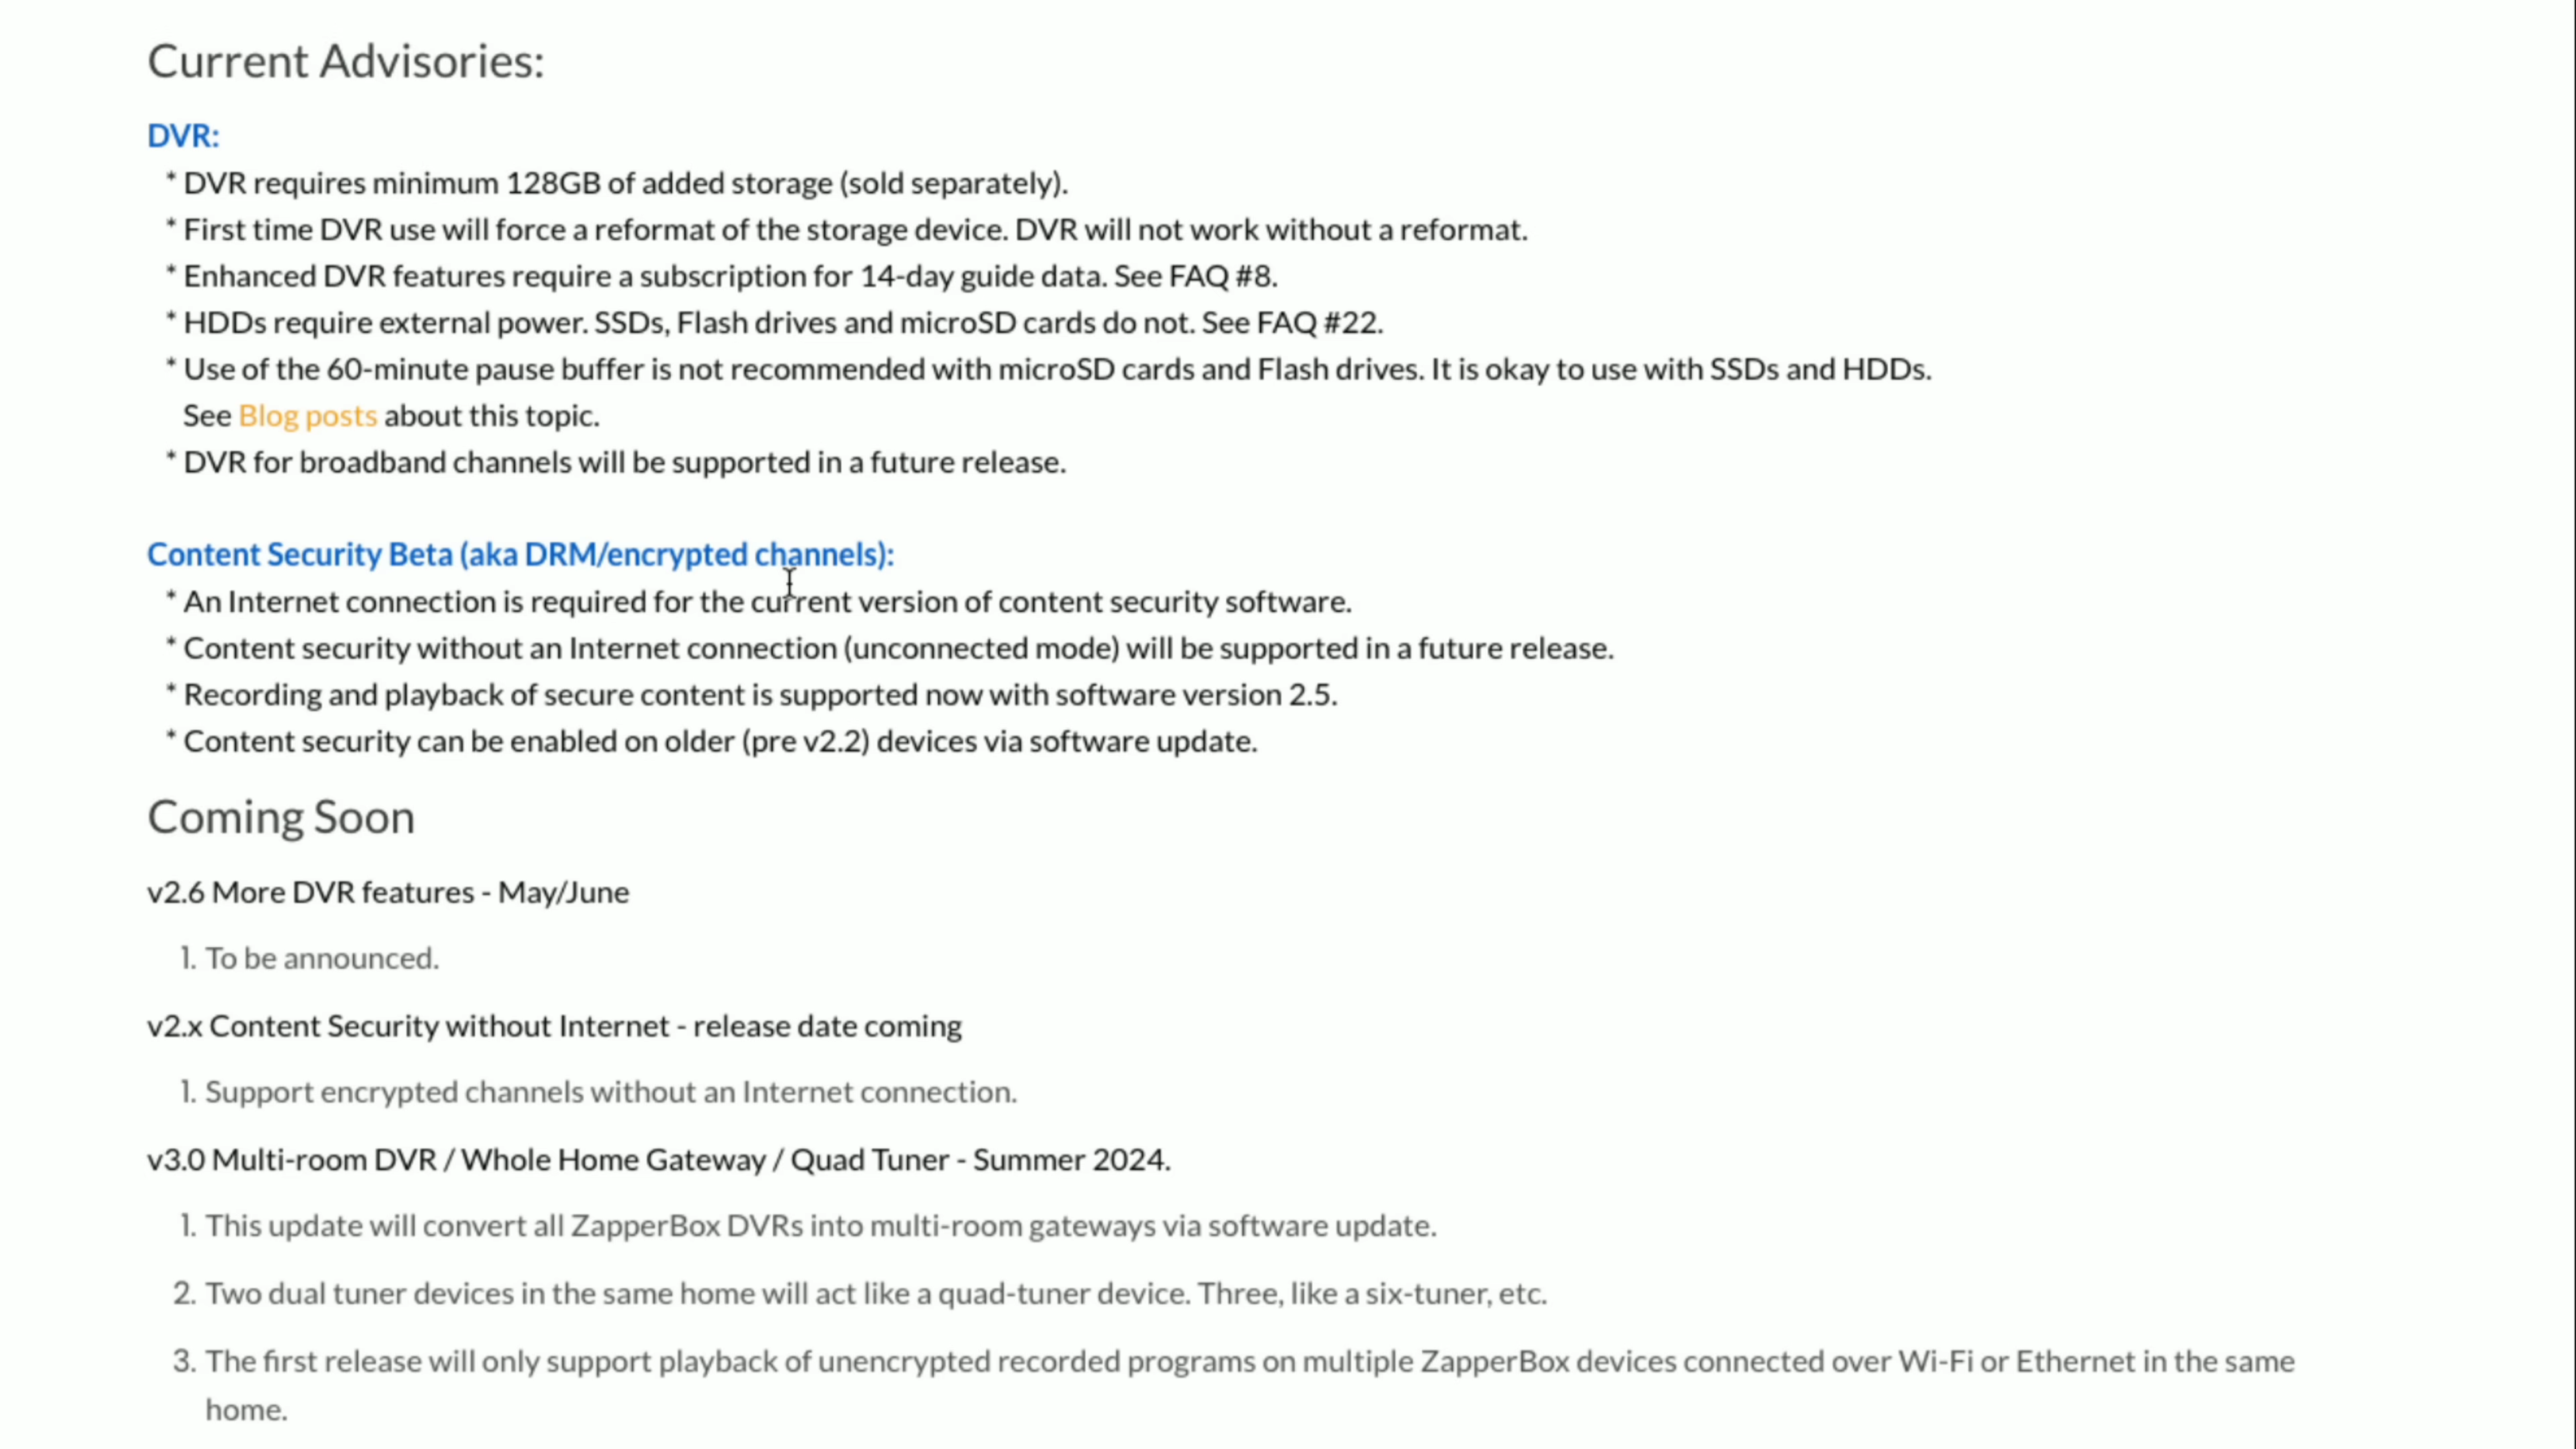 Current Advisories:
DVR:
* DVR requires minimum 128GB of added storage (sold separately).
* First time DVR use will force a reformat of the storage device. DVR will not work without a reformat.
* Enhanced DVR features require a subscription for 14-day guide data. See FAQ #8.
* HDDs require external power. SSDs, Flash drives and microSD cards do not. See FAQ #22.
* Use of the 60-minute pause buffer is not recommended with microSD cards and Flash drives. It is okay to use with SSDs and HDDs.
See Blog posts about this topic.
* DVR for broadband channels will be supported in a future release.
Content Security Beta (aka DRM/encrypted channels):
* An Internet connection is required for the current version of content security software.
* Content security without an Internet connection (unconnected mode) will be supported in a future release.
* Recording and playback of secure content is supported now with software version 2.5.
* Content security can be enabled on older (pre v2.2) devices via software update.
Coming Soon
v2.6 More DVR features - May/June
1. To be announced.
v2.x Content Security without Internet - release date coming
1. Support encrypted channels without an Internet connection.
v3.0 Multi-room DVR / Whole Home Gateway / Quad Tuner - Summer 2024.
1. This update will convert all ZapperBox DVRs into multi-room gateways via software update.
2. Two dual tuner devices in the same home will act like a quad-tuner device. Three, like a six-tuner, etc.
3. The first release will only support playback of unencrypted recorded programs on multiple ZapperBox devices connected over Wi-Fi or Ethernet in the same
home.